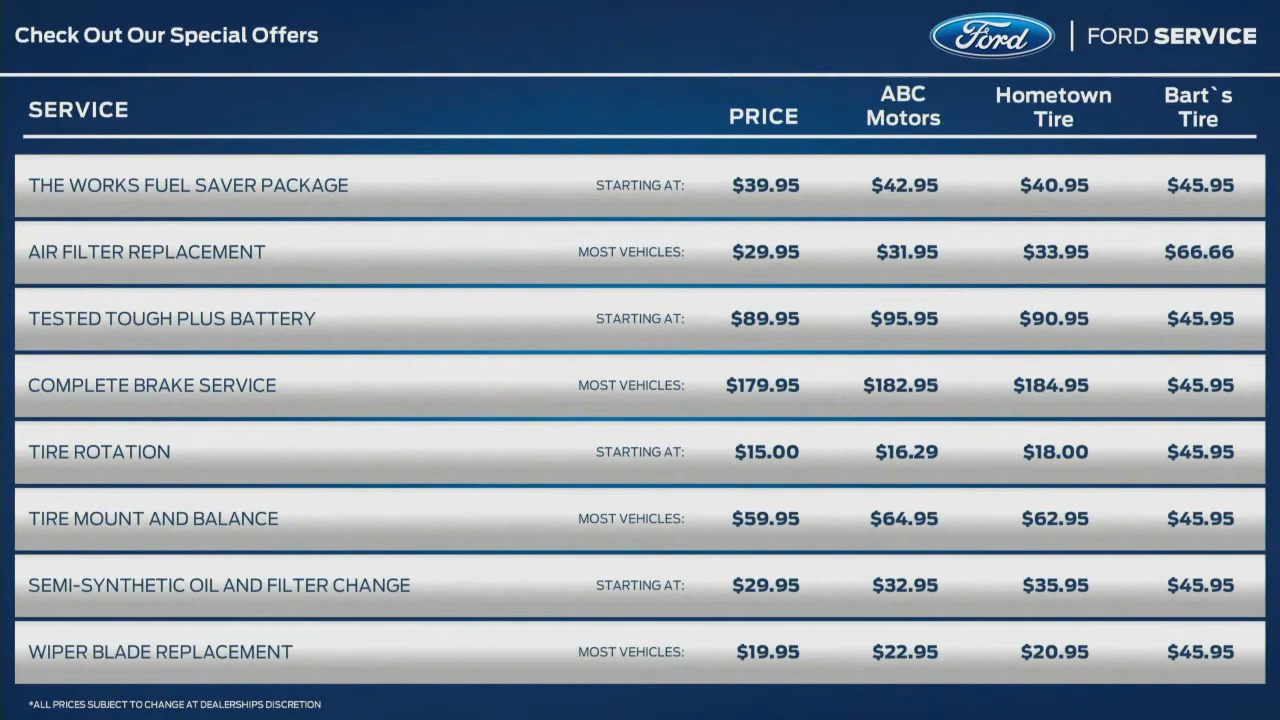 Check Out Our Special Offers
Ford | FORD SERVICE
SERVICE PRICE ABC Motors Hometown Tire Bart`s Tire
THE WORKS FUEL SAVER PACKAGE STARTING AT: $39.95 $42.95 $40.95 $45.95
AIR FILTER REPLACEMENT MOST VEHICLES: $29.95 $31.95 $33.95 $66.66
TESTED TOUGH PLUS BATTERY STARTING AT: $89.95 $95.95 $90.95 $45.95
COMPLETE BRAKE SERVICE MOST VEHICLES: $179.95 $182.95 $184.95 $45.95
TIRE ROTATION STARTING AT: $15.00 $16.29 $18.00 $45.95
TIRE MOUNT AND BALANCE MOST VEHICLES: $59.95 $64.95 $62.95 $45.95
SEMI-SYNTHETIC OIL AND FILTER CHANGE STARTING AT: $29.95 $32.95 $35.95 $45.95
WIPER BLADE REPLACEMENT MOST VEHICLES: $19.95 $22.95 $20.95 $45.95
*ALL PRICES SUBJECT TO CHANGE AT DEALERSHIPS DISCRETION